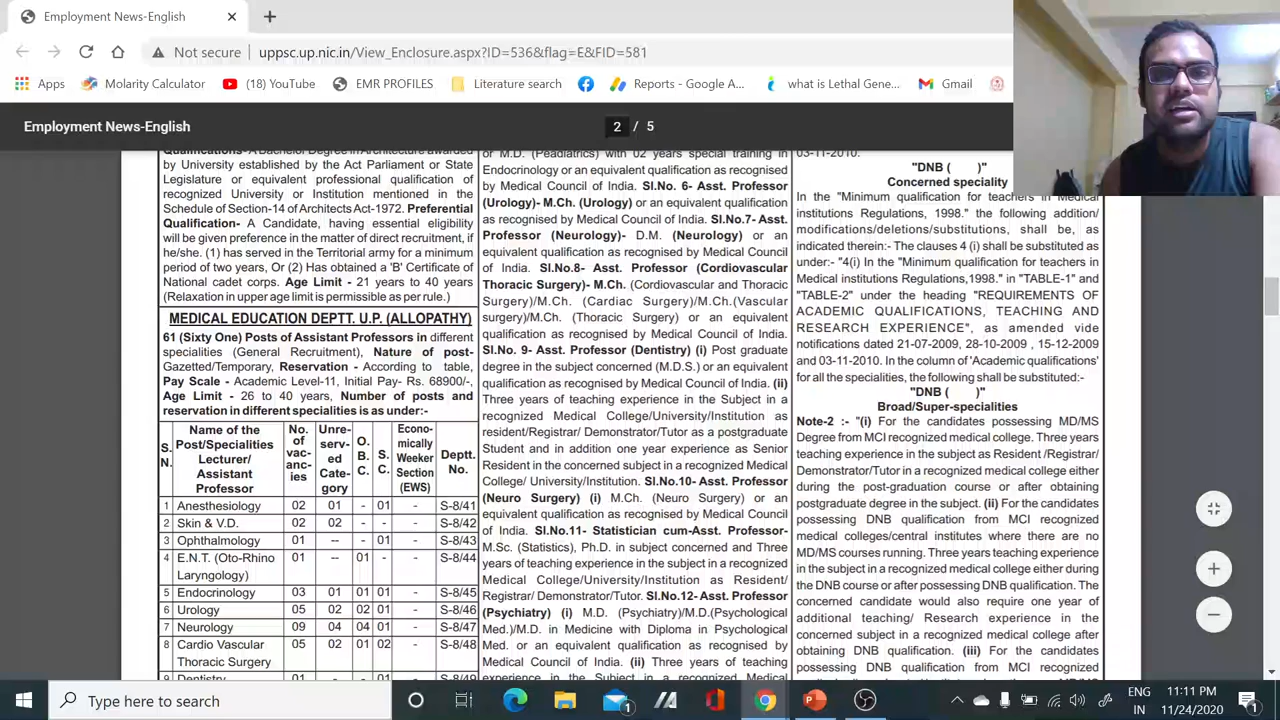 Employment News-English
Not secure
uppsc.up.nic.in/View_Enclosure.aspx?ID=536&flag=E&FID=581
Apps
Molarity Calculator
(18) YouTube
EMR PROFILES
Literature search
Reports - Google A...
what is Lethal Gene...
Gmail
Employment News-English
2 / 5
Qualifications- A Bachelor Degree in Architecture awarded
by University established by the Act Parliament or State
Legislature or equivalent professional qualification of
recognized University or Institution mentioned in the
Schedule of Section-14 of Architects Act-1972. Preferential
Qualification- A Candidate, having essential eligibility
will be given preference in the matter of direct recruitment, if
he/she. (1) has served in the Territorial army for a minimum
period of two years, Or (2) Has obtained a 'B' Certificate of
National cadet corps. Age Limit - 21 years to 40 years
(Relaxation in upper age limit is permissible as per rule.)
MEDICAL EDUCATION DEPTT. U.P. (ALLOPATHY)
61 (Sixty One) Posts of Assistant Professors in different
specialities (General Recruitment), Nature of post-
Gazetted/Temporary, Reservation - According to table,
Pay Scale - Academic Level-11, Initial Pay- Rs. 68900/-,
Age Limit - 26 to 40 years, Number of posts and
reservation in different specialities is as under:-
S. N. Name of the Post/Specialities Lecturer/ Assistant Professor No. of vac-anc-ies Unre-serv-ed Cate-gory O. B. C. S. C. Econo-mically Weeker Section (EWS) Deptt. No.
1 Anesthesiology 02 01 - 01 - S-8/41
2 Skin & V.D. 02 02 - - - S-8/42
3 Ophthmology 01 -- - 01 - S-8/43
4 E.N.T. (Oto-Rhino Laryngology) 01 -- 01 - - S-8/44
5 Endocrinology 03 01 01 01 - S-8/45
6 Urology 05 02 02 01 - S-8/46
7 Neurology 09 04 04 01 - S-8/47
8 Cardio Vascular Thoracic Surgery 05 02 01 02 - S-8/48
9 Dentistry 01 - - S-8/49
or M.D. (Peadiatrics) with 02 years special training in
Endocrinology or an equivalent qualification as recognised
by Medical Council of India. Sl.No. 6- Asst. Professor
(Urology)- M.Ch. (Urology) or an equivalent qualification
as recognised by Medical Council of India. Sl.No.7- Asst.
Professor (Neurology)- D.M. (Neurology) or an
equivalent qualification as recognised by Medical Council
of India. Sl.No.8- Asst. Professor (Cordiovascular
Thoracic Surgery)- M.Ch. (Cordiovascular and Thoracic
Surgery)/M.Ch. (Cardiac Surgery)/M.Ch.(Vascular
surgery)/M.Ch. (Thoracic Surgery) or an equivalent
qualification as recognised by Medical Council of India.
Sl.No. 9- Asst. Professor (Dentistry) (i) Post graduate
degree in the subject concerned (M.D.S.) or an equivalent
qualification as recognised by Medical Council of India. (ii)
Three years of teaching experience in the Subject in a
recognized Medical College/University/Institution as
resident/Registrar/ Demonstrator/Tutor as a postgraduate
Student and in addition one year experience as Senior
Resident in the concerned subject in a recognized Medical
College/ University/Institution. Sl.No.10- Asst. Professor
(Neuro Surgery) (i) M.Ch. (Neuro Surgery) or an
equivalent qualification as recognised by Medical Council
of India. Sl.No.11- Statistician cum-Asst. Professor-
M.Sc. (Statistics), Ph.D. in subject concerned and Three
years of teaching experience in the subject in a recognized
Medical College/University/Institution as Resident/
Registrar/ Demonstrator/Tutor. Sl.No.12- Asst. Professor
(Psychiatry) (i) M.D. (Psychiatry)/M.D.(Psychological
Med.)/M.D. in Medicine with Diploma in Psychological
Med. or an equivalent qualification as recognised by
Medical Council of India. (ii) Three years of teaching
experience in the Subject in a recognized Medical
03-11-2010.
"DNB ( )"
Concerned speciality
In the "Minimum qualification for teachers in Medical
institutions Regulations, 1998." the following addition/
modifications/deletions/substitutions, shall be, as
indicated therein:- The clauses 4 (i) shall be substituted as
under:- "4(i) In the "Minimum qualification for teachers in
Medical institutions Regulations,1998." in "TABLE-1" and
"TABLE-2" under the heading "REQUIREMENTS OF
ACADEMIC QUALIFICATIONS, TEACHING AND
RESEARCH EXPERIENCE", as amended vide
notifications dated 21-07-2009, 28-10-2009 , 15-12-2009
and 03-11-2010. In the column of 'Academic qualifications'
for all the specialities, the following shall be substituted:-
"DNB ( )"
Broad/Super-specialities
Note-2 :- "(i) For the candidates possessing MD/MS
Degree from MCI recognized medical college. Three years
teaching experience in the subject as Resident /Registrar/
Demonstrator/Tutor in a recognized medical college either
during the post-graduation course or after obtaining
postgraduate degree in the subject. (ii) For the candidates
possessing DNB qualification from MCI recognized
medical colleges/central institutes where there are no
MD/MS courses running. Three years teaching experience
in the subject in a recognized medical college either during
the DNB course or after possessing DNB qualification. The
concerned candidate would also require one year of
additional teaching/ Research experience in the
concerned subject in a recognized medical college after
obtaining DNB qualification. (iii) For the candidates
possessing DNB qualification from MCI recognized
Type here to search
1
ENG
IN
11:11 PM
11/24/2020
1